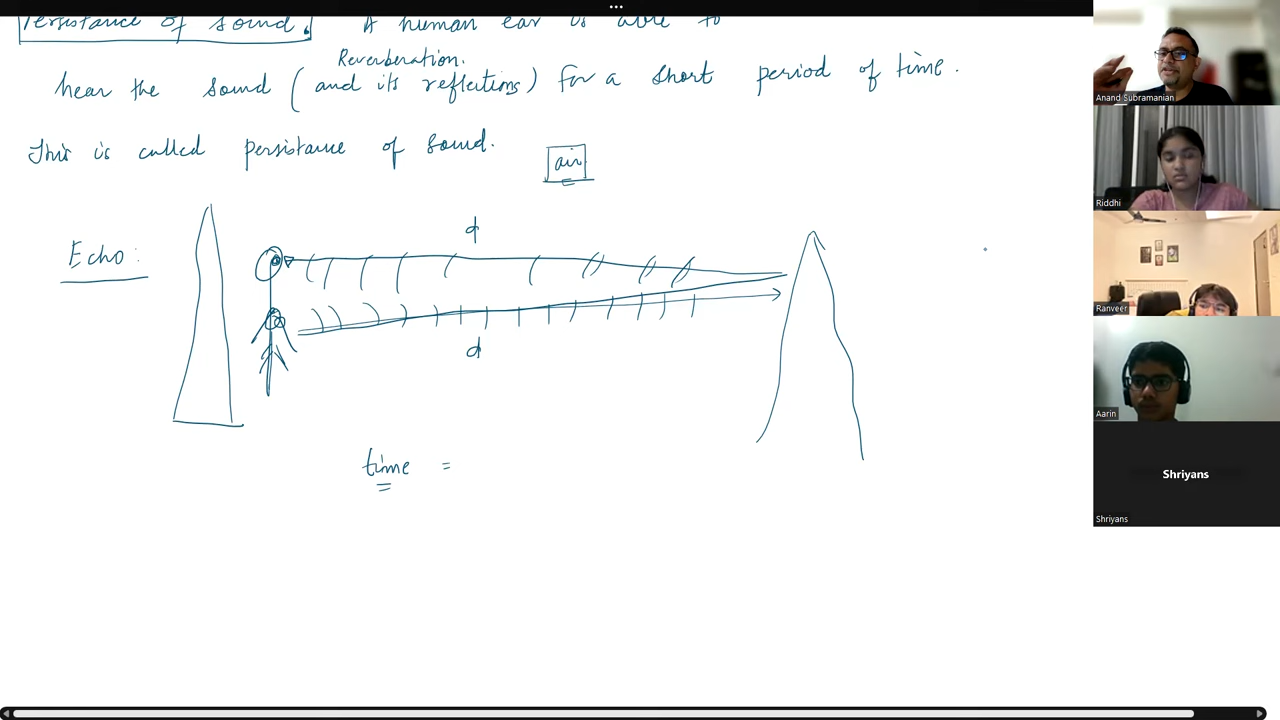 Persistance of sound. A human ear is able to
Reverberation.
hear the sound (and its reflections) for a short period of time.
This is called persistance of sound.
air
Echo:
d
d
time =
Anand Subramanian
Riddhi
Ranveer
Aarin
Shriyans
Shriyans